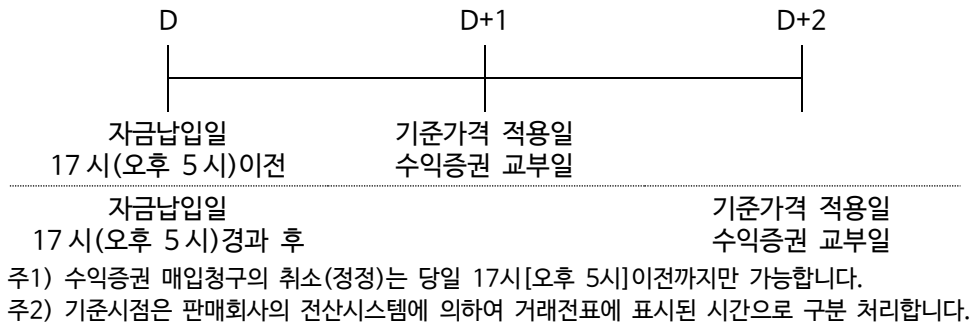 D D+1 D+2
자금납입일 기준가격 적용일
17 시(오후 5 시)이전 수익증권 교부일
자금납입일 기준가격 적용일
17 시(오후 5 시)경과 후 수익증권 교부일
주1) 수익증권 매입청구의 취소(정정)는 당일 17시[오후 5시]이전까지만 가능합니다.
주2) 기준시점은 판매회사의 전산시스템에 의하여 거래전표에 표시된 시간으로 구분 처리합니다.